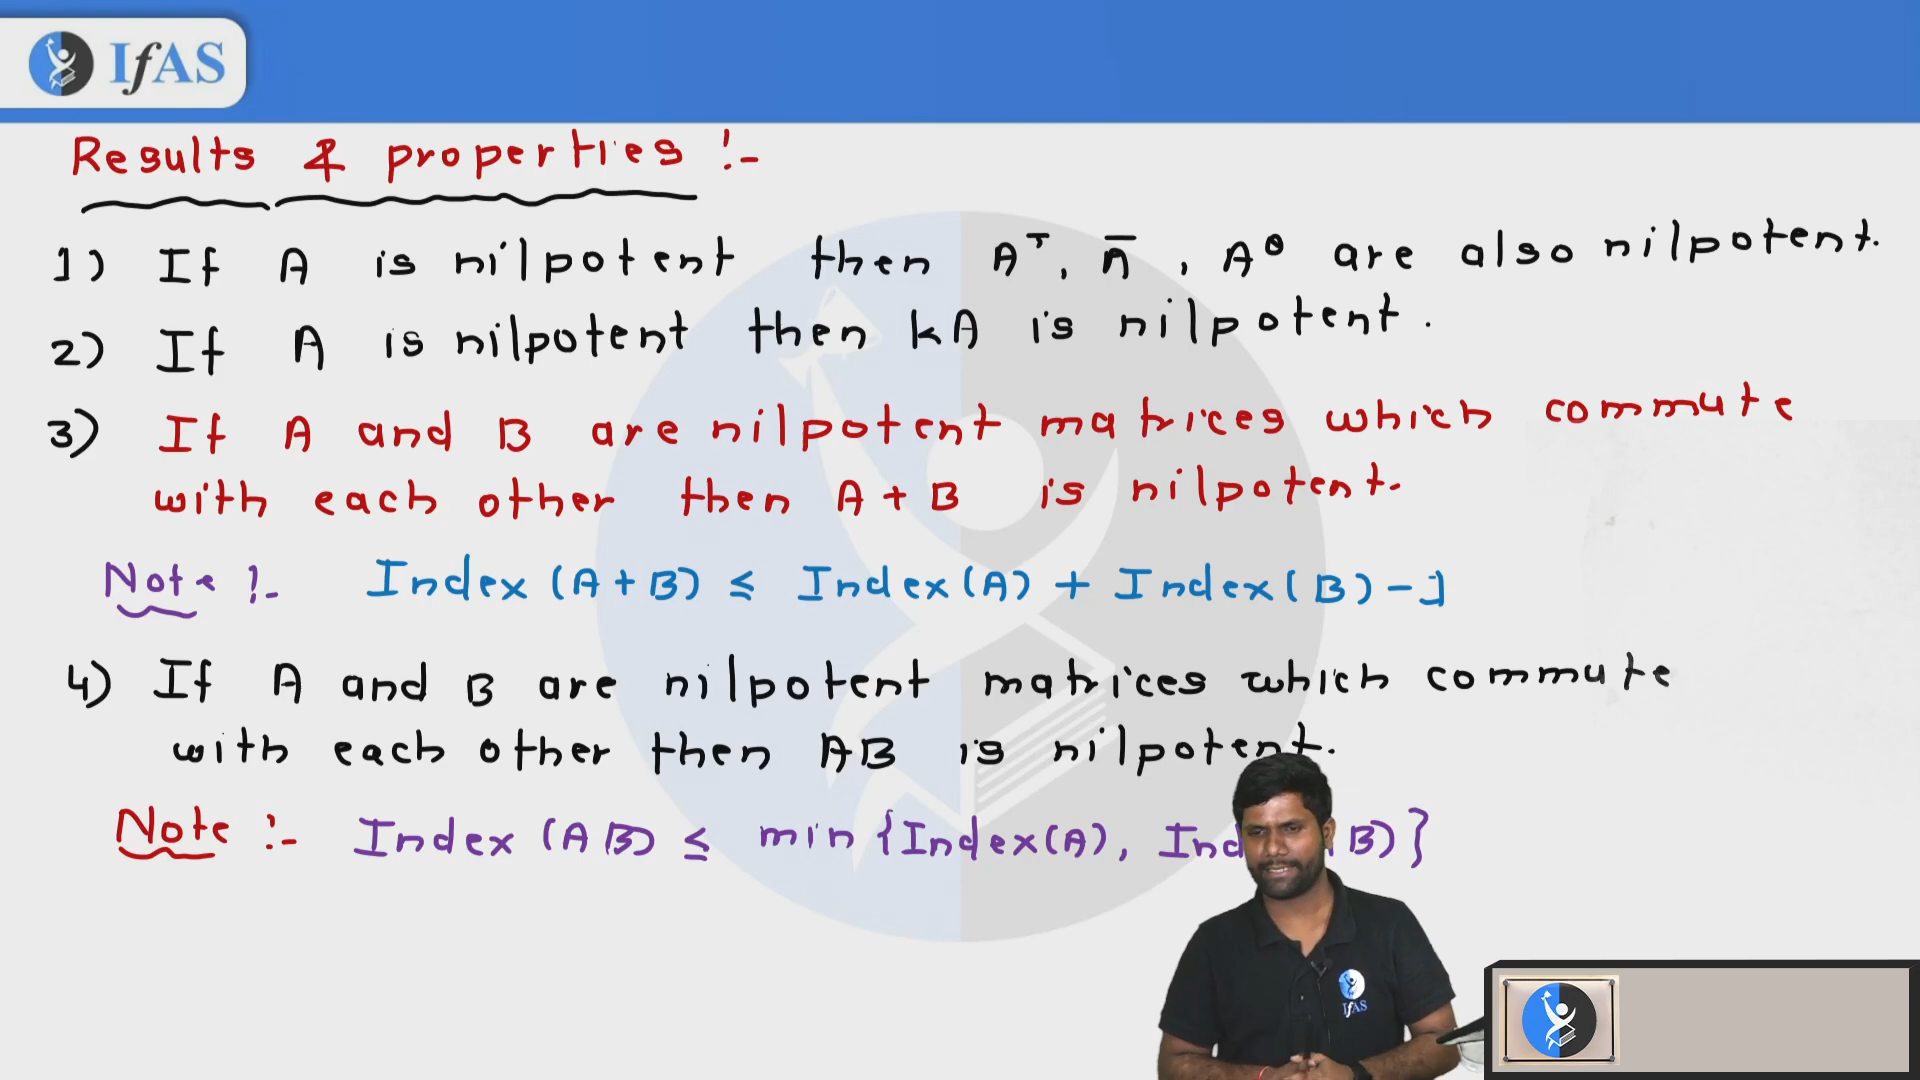 IfAS
Results & properties :-
1) If A is nilpotent then Aᵀ, A̅, A^θ are also nilpotent.
2) If A is nilpotent then kA is nilpotent.
3) If A and B are nilpotent matrices which commute
with each other then A + B is nilpotent.
Note :- Index (A + B) ≤ Index (A) + Index (B) - 1
4) If A and B are nilpotent matrices which commute
with each other then AB is nilpotent.
Note :- Index (AB) ≤ min {Index(A), Ind B)}
IfAS